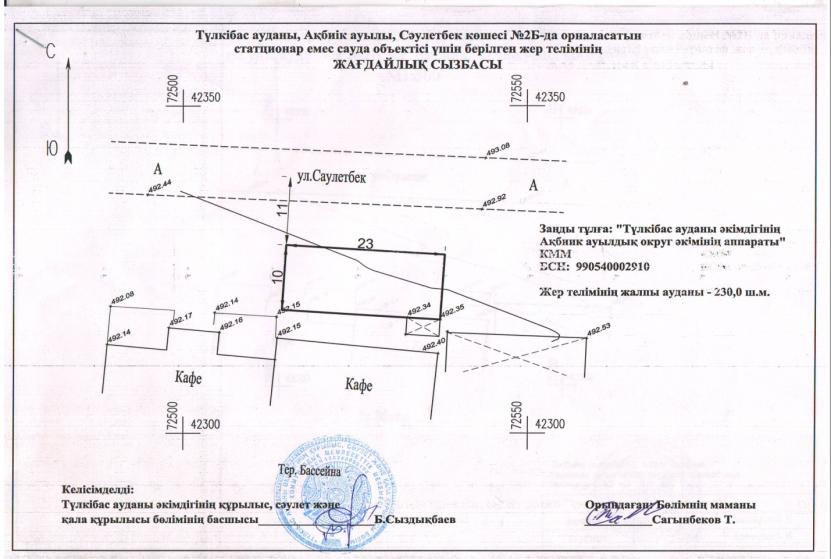 Түлкібас ауданы, Ақбиік ауылы, Сәулетбек көшесі №2Б-да орналасатын
статционар емес сауда объектісі үшін берілген жер телімінің
ЖАҒДАЙЛЫҚ СЫЗБАСЫ
С
Ю
72500
42350
72550
42350
493.08
А
ул.Саулетбек
А
492.44
492.92
11
23
10
Заңды тұлға: "Түлкібас ауданы әкімдігінің
Ақбиик ауылдық округ әкімінің аппараты"
КММ
БСН: 990540002910
Жер телімінің жалпы ауданы - 230,0 ш.м.
492.08
492.14
492.15
492.34
492.35
492.14
492.17
492.16
492.15
492.40
492.53
Кафе
Кафе
72500
42300
72550
42300
Тер. Бассейна
Келісімделді:
Түлкібас ауданы әкімдігінің құрылыс, сәулет және
қала құрылысы бөлімінің басшысы Б.Сыздықбаев
Орындаған: Бөлімнің маманы
Сагынбеков Т.